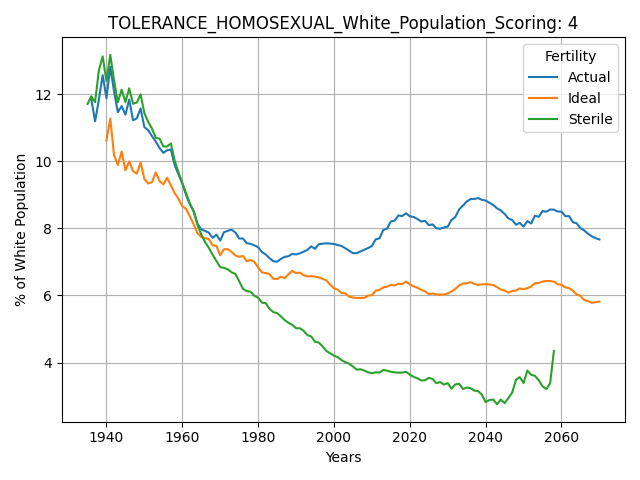 TOLERANCE_HOMOSEXUAL_White_Population_Scoring: 4
Fertility
Actual
Ideal
Sterile
% of White Population
12
10
8
6
4
1940 1960 1980 2000 2020 2040 2060
Years